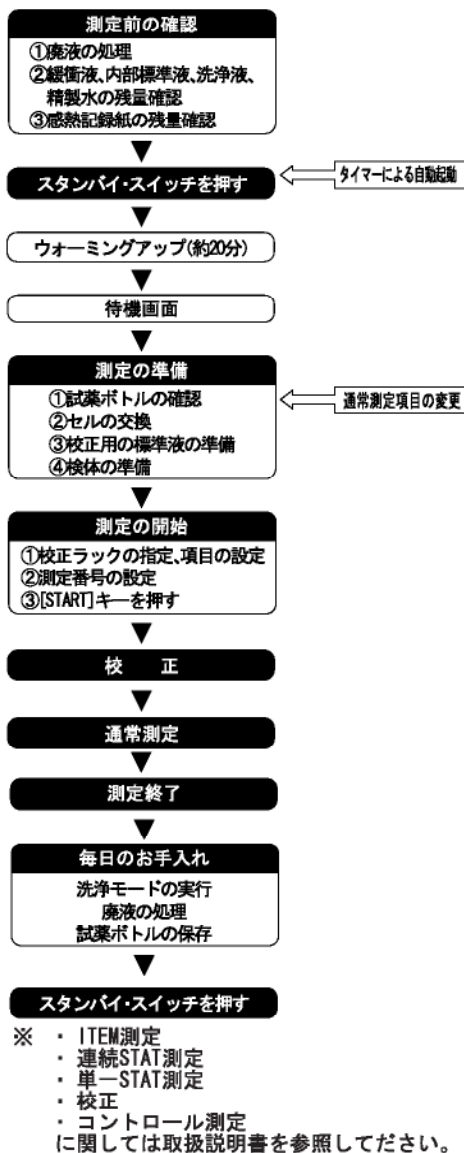 測定前の確認
①廃液の処理
②緩衝液、内部標準液、洗浄液、
精製水の残量確認
③感熱記録紙の残量確認
スタンバイ・スイッチを押す
タイマーによる自動起動
ウォーミングアップ(約20分)
待機画面
測定の準備
①試薬ボトルの確認
②セルの交換
③校正用の標準液の準備
④検体の準備
通常測定項目の変更
測定の開始
①校正ラックの指定、項目の設定
②測定番号の設定
③[START]キーを押す
校 正
通常測定
測定終了
毎日のお手入れ
洗浄モードの実行
廃液の処理
試薬ボトルの保存
スタンバイ・スイッチを押す
※ ・ ITEM測定
・ 連続STAT測定
・ 単一STAT測定
・ 校正
・ コントロール測定
に関しては取扱説明書を参照してださい。